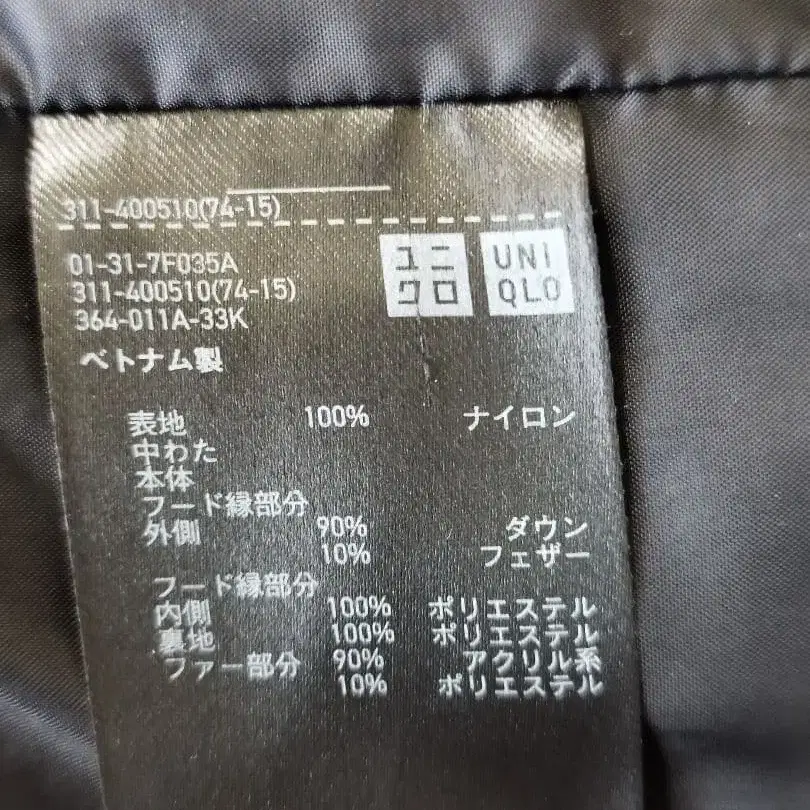 311-400510(74-15)
01-31-7F035A
311-400510(74-15)
364-011A-33K
ユニ
クロ
UNI
QLO
ベトナム製
表地 100% ナイロン
中わた
本体
フード縁部分
外側 90% ダウン
10% フェザー
フード縁部分
内側 100% ポリエステル
裏地 100% ポリエステル
ファー部分 90% アクリル系
10% ポリエステル